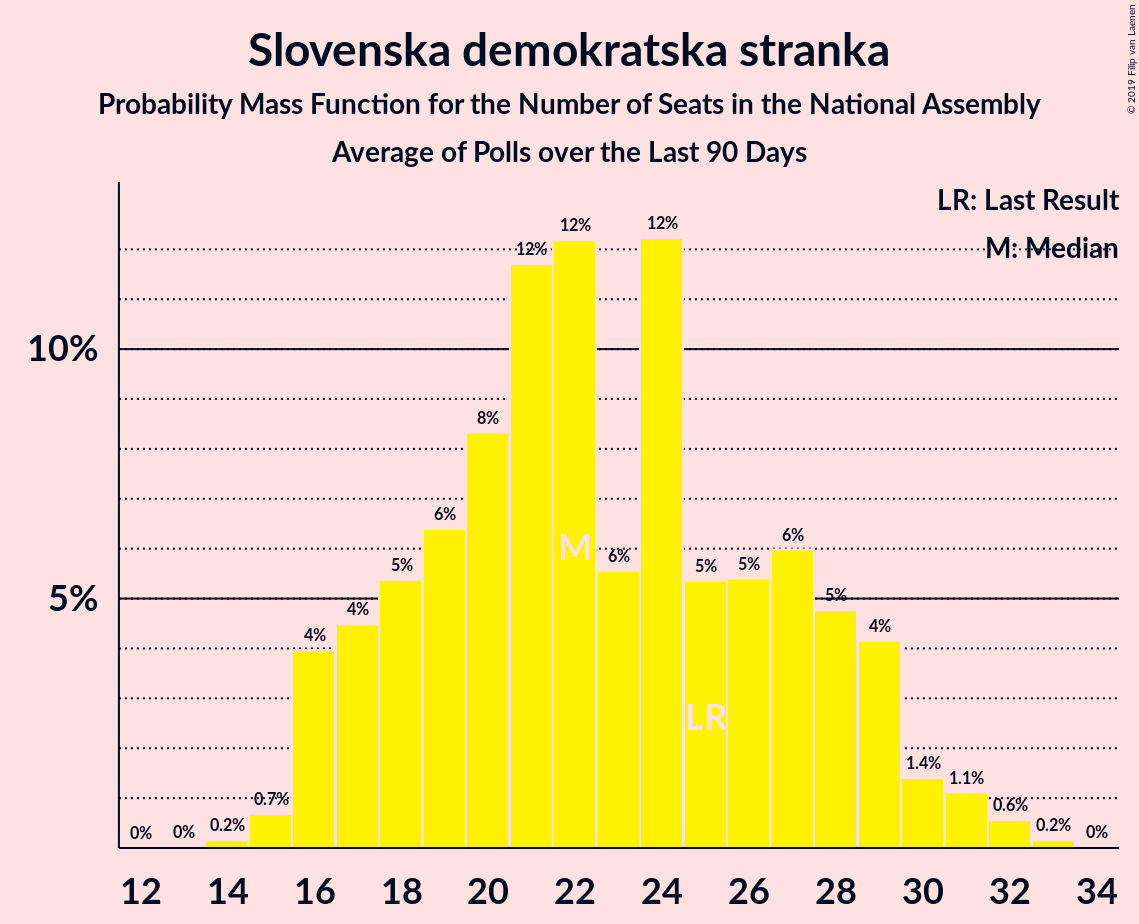 Slovenska demokratska stranka
Probability Mass Function for the Number of Seats in the National Assembly
Average of Polls over the Last 90 Days
© 2019 Filip van Laenen
LR: Last Result
M: Median
10%
5%
0%
0%
0.2%
0.7%
4%
4%
5%
6%
8%
12%
12%
6%
12%
5%
5%
6%
5%
4%
1.4%
1.1%
0.6%
0.2%
0%
M
LR
12 14 16 18 20 22 24 26 28 30 32 34